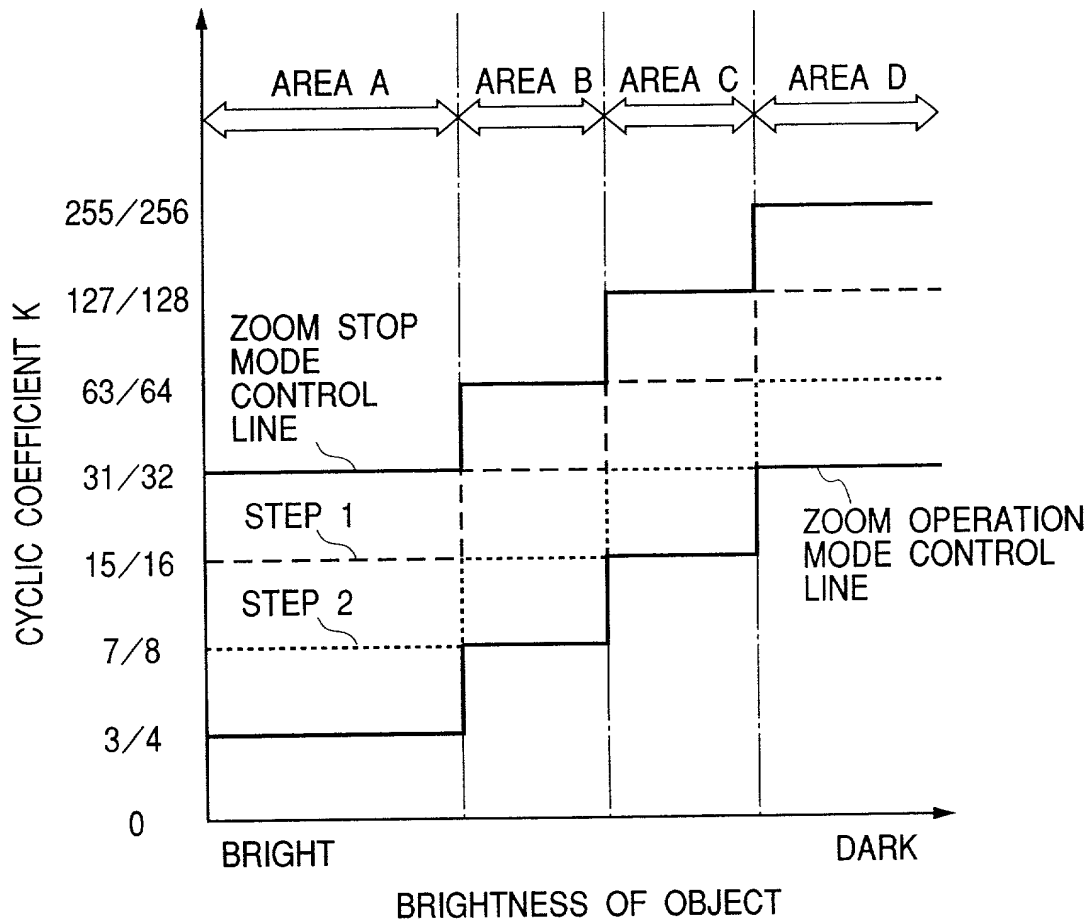 AREA A
AREA B
AREA C
AREA D
CYCLIC COEFFICIENT K
255/256
127/128
63/64
31/32
15/16
7/8
3/4
0
ZOOM STOP
MODE
CONTROL
LINE
STEP 1
STEP 2
ZOOM OPERATION
MODE CONTROL
LINE
BRIGHT
DARK
BRIGHTNESS OF OBJECT